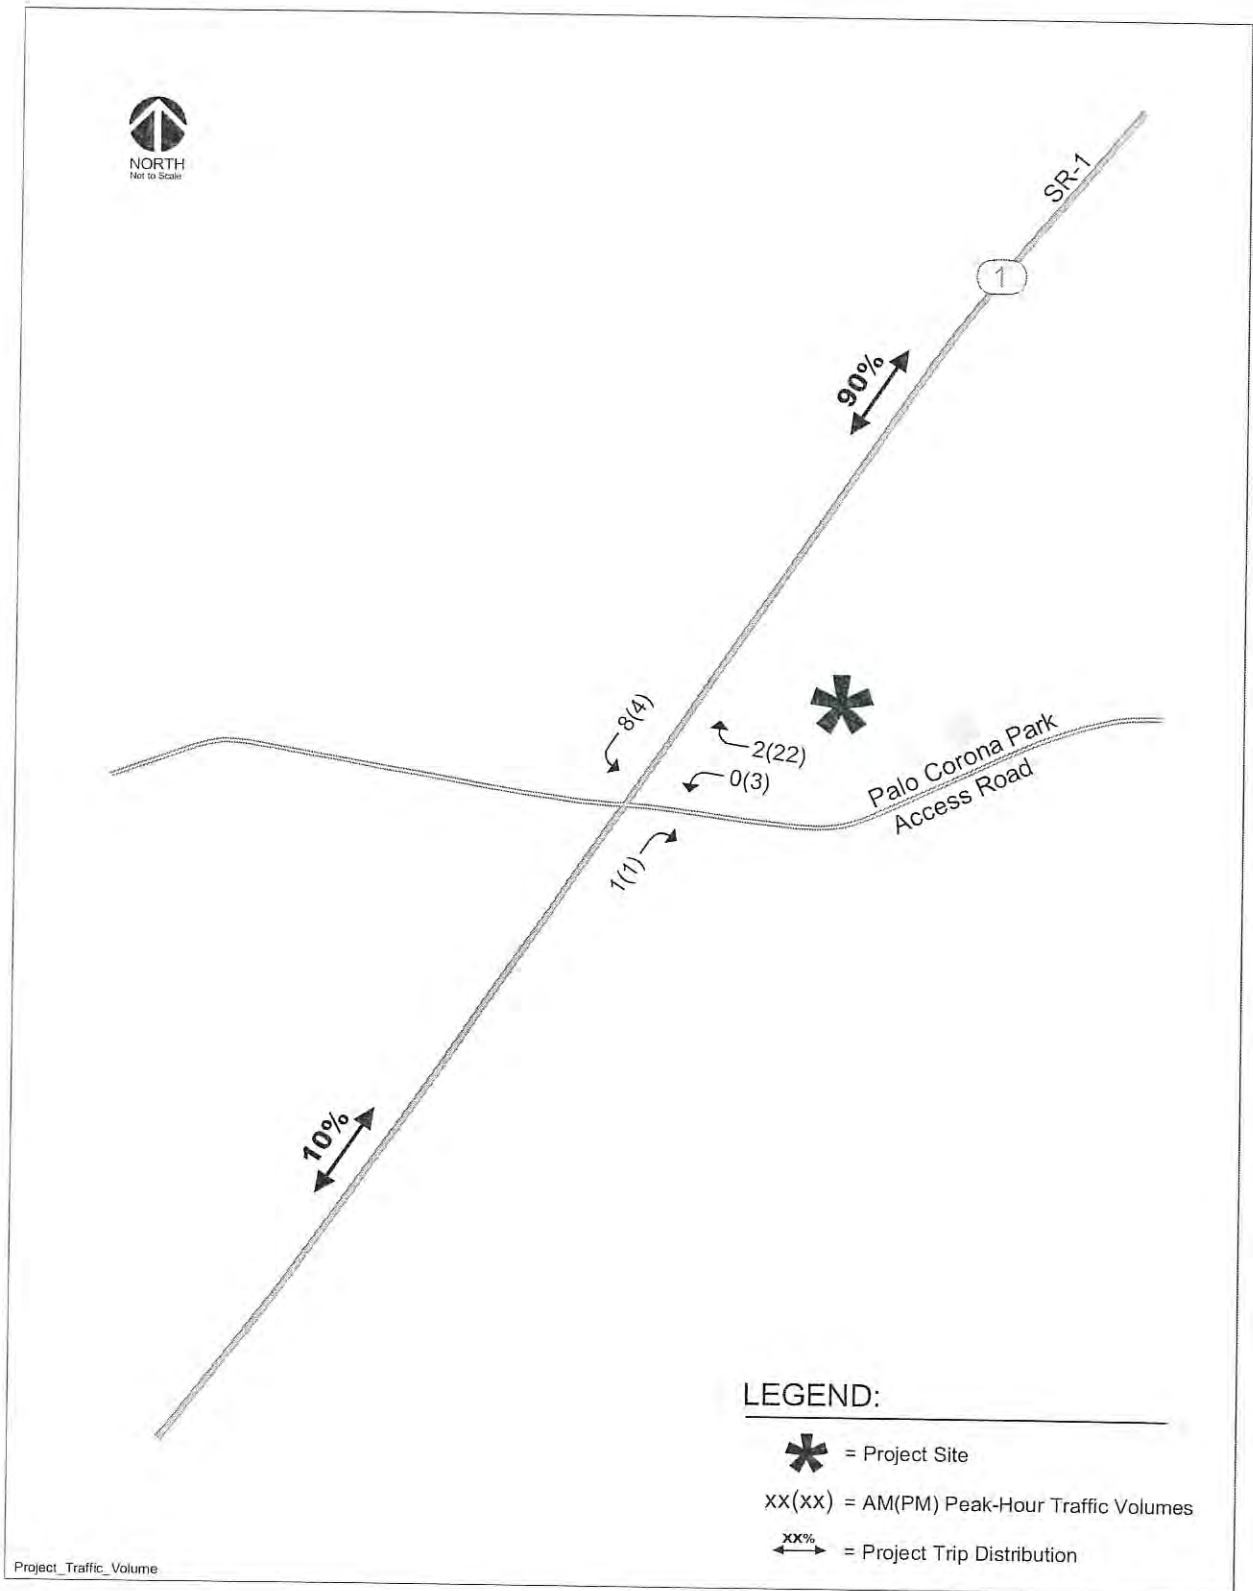 NORTH
Not to Scale
SR-1
1
90%
8(4)
2(22)
0(3)
Palo Corona Park
Access Road
1(1)
10%
LEGEND:
= Project Site
xx(xx) = AM(PM) Peak-Hour Traffic Volumes
XX%
= Project Trip Distribution
Project_Traffic_Volume